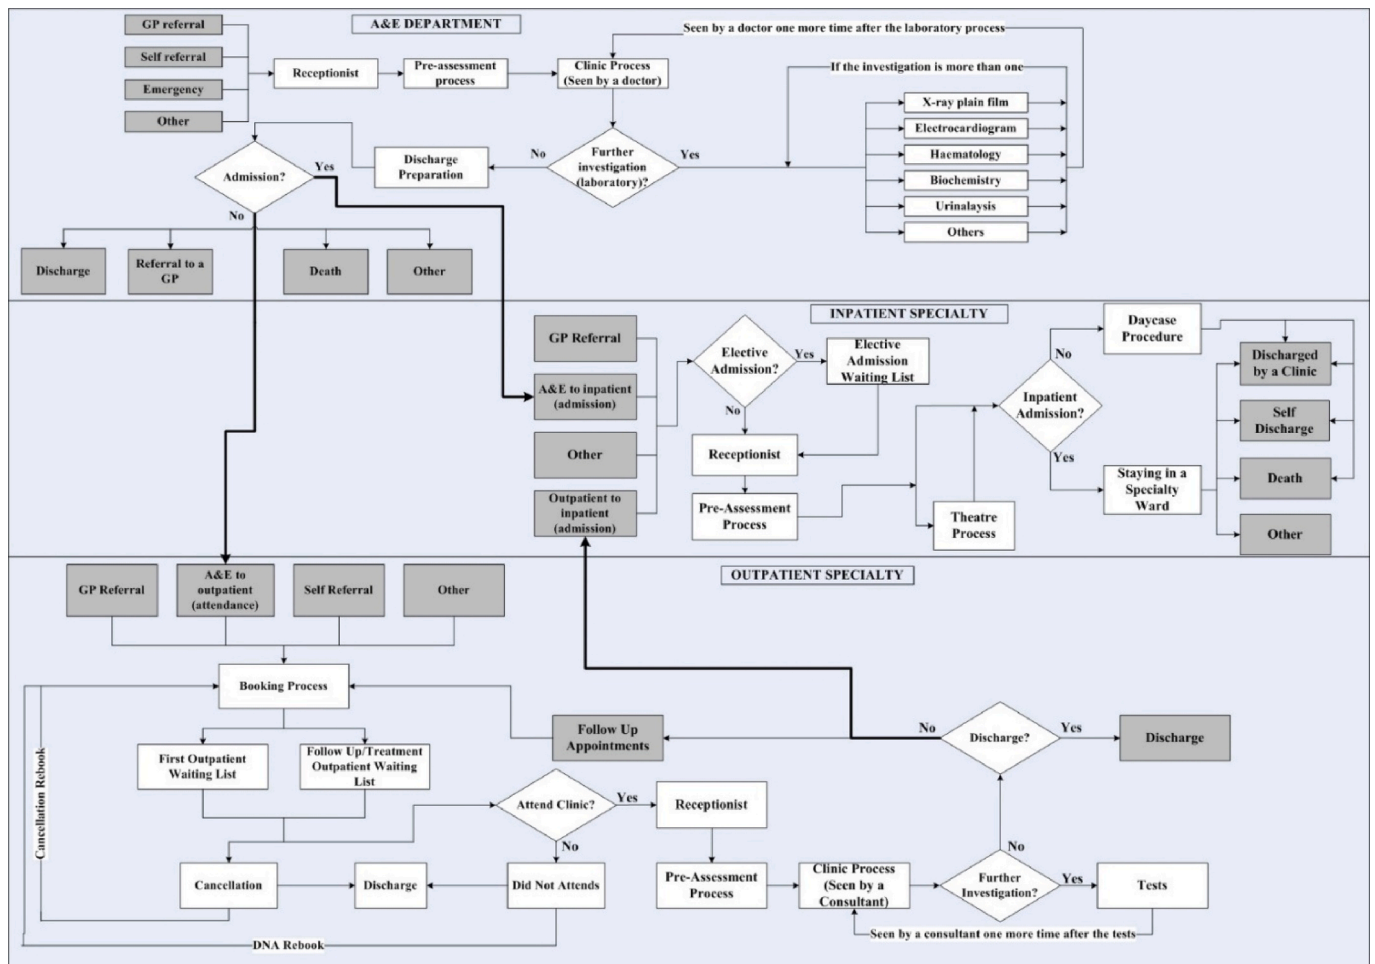 A&E DEPARTMENT
GP referral
Self referral
Emergency
Other
Receptionist
Pre-assessment
process
Clinic Process
(Seen by a doctor)
Seen by a doctor one more time after the laboratory process
If the investigation is more than one
X-ray plain film
Electrocardiogram
Haematology
Biochemistry
Urinalaysis
Others
Further
investigation
(laboratory)?
Yes
No
Discharge
Preparation
Admission?
Yes
No
Discharge
Referral to a
GP
Death
Other
INPATIENT SPECIALTY
GP Referral
A&E to inpatient
(admission)
Other
Outpatient to
inpatient
(admission)
Elective
Admission?
Yes
No
Elective
Admission
Waiting List
Receptionist
Pre-Assessment
Process
Theatre
Process
Inpatient
Admission?
No
Yes
Daycase
Procedure
Staying in a
Specialty
Ward
Discharged
by a Clinic
Self
Discharge
Death
Other
OUTPATIENT SPECIALTY
GP Referral
A&E to
outpatient
(attendance)
Self Referral
Other
Booking Process
First Outpatient
Waiting List
Follow Up/Treatment
Outpatient Waiting
List
Cancellation Rebook
Cancellation
Discharge
Did Not Attends
DNA Rebook
Attend Clinic?
Yes
No
Follow Up
Appointments
Receptionist
Pre-Assessment
Process
Clinic Process
(Seen by a
Consultant)
Further
Investigation?
Yes
No
Tests
Seen by a consultant one more time after the tests
Discharge?
No
Yes
Discharge